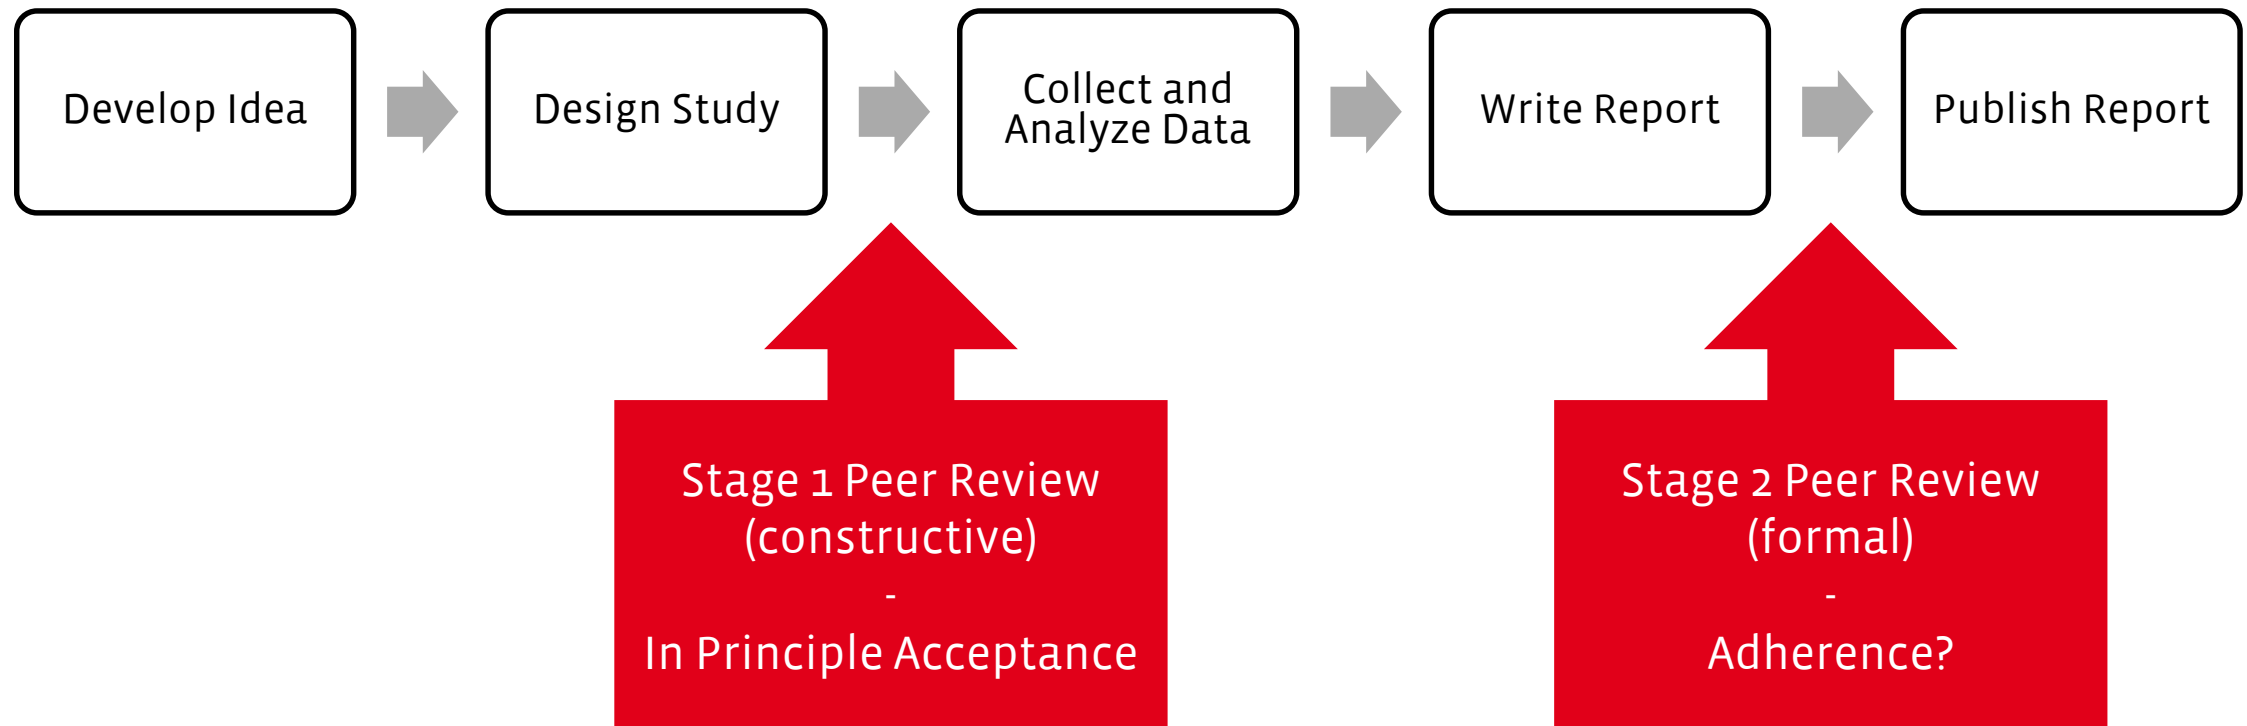 Develop Idea
Design Study
Collect and
Analyze Data
Write Report
Publish Report
Stage 1 Peer Review
(constructive)
-
In Principle Acceptance
Stage 2 Peer Review
(formal)
-
Adherence?